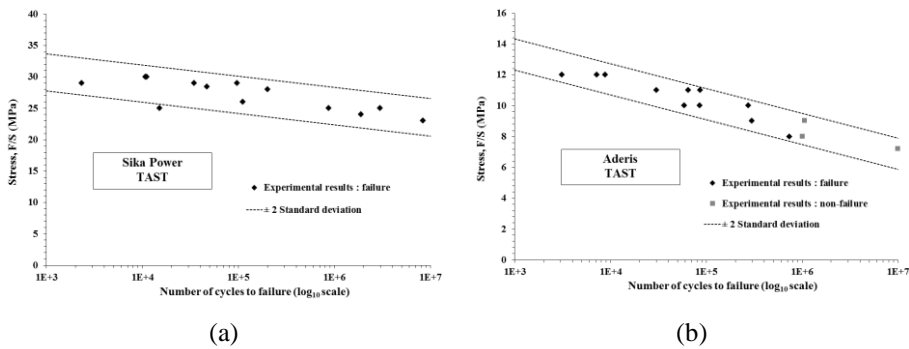 40
35
30
25
20
15
10
5
0
Stress, F/S (MPa)
Sika Power
TAST
Experimental results : failure
± 2 Standard deviation
1E+3 1E+4 1E+5 1E+6 1E+7
Number of cycles to failure (log10 scale)
(a)
16
14
12
10
8
6
4
2
0
Stress, F/S (MPa)
Aderis
TAST
Experimental results : failure
Experimental results : non-failure
± 2 Standard deviation
1E+3 1E+4 1E+5 1E+6 1E+7
Number of cycles to failure (log10 scale)
(b)